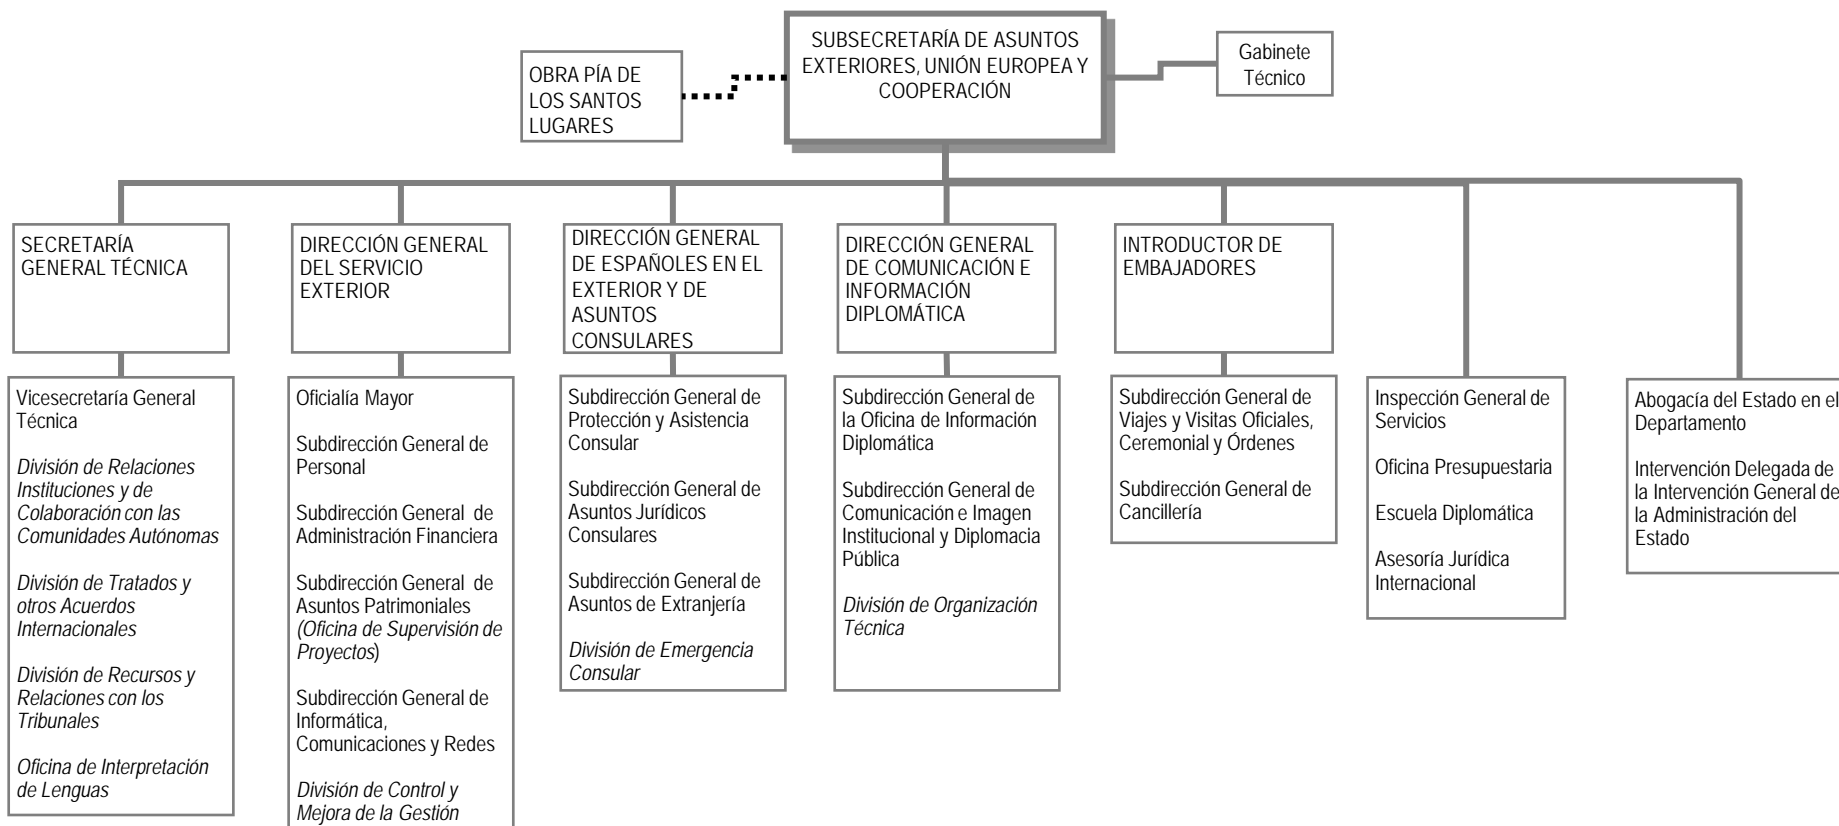 SUBSECRETARÍA DE ASUNTOS
EXTERIORES, UNIÓN EUROPEA Y
COOPERACIÓN
OBRA PÍA DE
LOS SANTOS
LUGARES
Gabinete
Técnico
SECRETARÍA
GENERAL TÉCNICA
DIRECCIÓN GENERAL
DEL SERVICIO
EXTERIOR
DIRECCIÓN GENERAL
DE ESPAÑOLES EN EL
EXTERIOR Y DE
ASUNTOS
CONSULARES
DIRECCIÓN GENERAL
DE COMUNICACIÓN E
INFORMACIÓN
DIPLOMÁTICA
INTRODUCTOR DE
EMBAJADORES
Vicesecretaría General
Técnica
División de Relaciones
Instituciones y de
Colaboración con las
Comunidades Autónomas
División de Tratados y
otros Acuerdos
Internacionales
División de Recursos y
Relaciones con los
Tribunales
Oficina de Interpretación
de Lenguas
Oficialía Mayor
Subdirección General de
Personal
Subdirección General de
Administración Financiera
Subdirección General de
Asuntos Patrimoniales
(Oficina de Supervisión de
Proyectos)
Subdirección General de
Informática,
Comunicaciones y Redes
División de Control y
Mejora de la Gestión
Subdirección General de
Protección y Asistencia
Consular
Subdirección General de
Asuntos Jurídicos
Consulares
Subdirección General de
Asuntos de Extranjería
División de Emergencia
Consular
Subdirección General de
la Oficina de Información
Diplomática
Subdirección General de
Comunicación e Imagen
Institucional y Diplomacia
Pública
División de Organización
Técnica
Subdirección General de
Viajes y Visitas Oficiales,
Ceremonial y Órdenes
Subdirección General de
Cancillería
Inspección General de
Servicios
Oficina Presupuestaria
Escuela Diplomática
Asesoría Jurídica
Internacional
Abogacía del Estado en el
Departamento
Intervención Delegada de
la Intervención General de
la Administración del
Estado